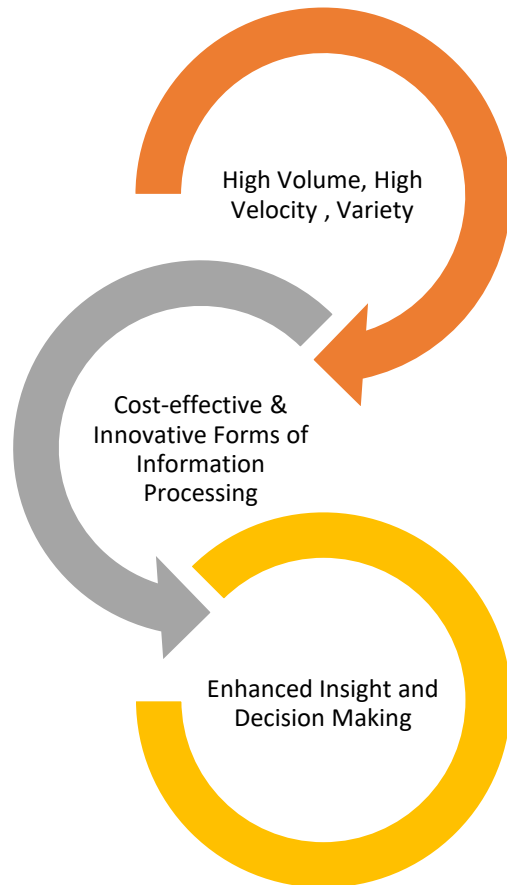 High Volume, High
Velocity , Variety
Cost-effective &
Innovative Forms of
Information
Processing
Enhanced Insight and
Decision Making